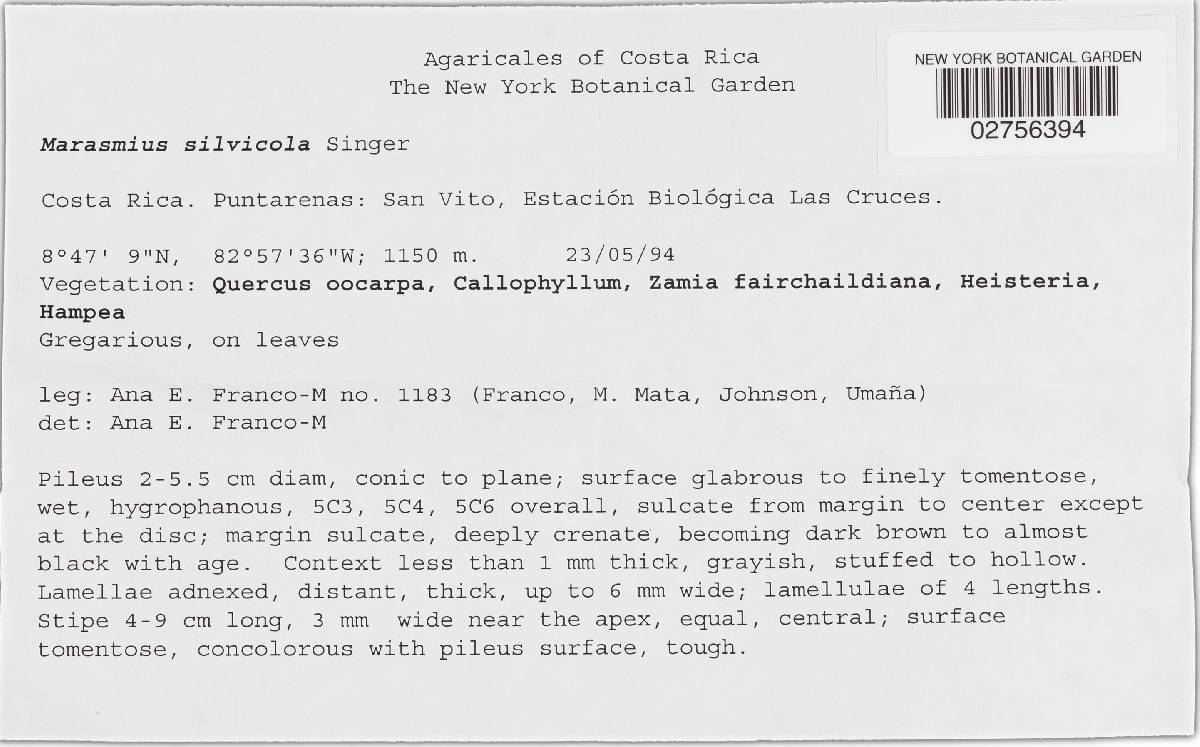 Agaricales of Costa Rica
The New York Botanical Garden
NEW YORK BOTANICAL GARDEN
02756394
Marasmius silvicola Singer
Costa Rica. Puntarenas: San Vito, Estación Biológica Las Cruces.
8°47' 9"N, 82°57'36"W; 1150 m. 23/05/94
Vegetation: Quercus oocarpa, Callophyllum, Zamia fairchaildiana, Heisteria,
Hampea
Gregarious, on leaves
leg: Ana E. Franco-M no. 1183 (Franco, M. Mata, Johnson, Umaña)
det: Ana E. Franco-M
Pileus 2-5.5 cm diam, conic to plane; surface glabrous to finely tomentose,
wet, hygrophanous, 5C3, 5C4, 5C6 overall, sulcate from margin to center except
at the disc; margin sulcate, deeply crenate, becoming dark brown to almost
black with age. Context less than 1 mm thick, grayish, stuffed to hollow.
Lamellae adnexed, distant, thick, up to 6 mm wide; lamellulae of 4 lengths.
Stipe 4-9 cm long, 3 mm wide near the apex, equal, central; surface
tomentose, concolorous with pileus surface, tough.